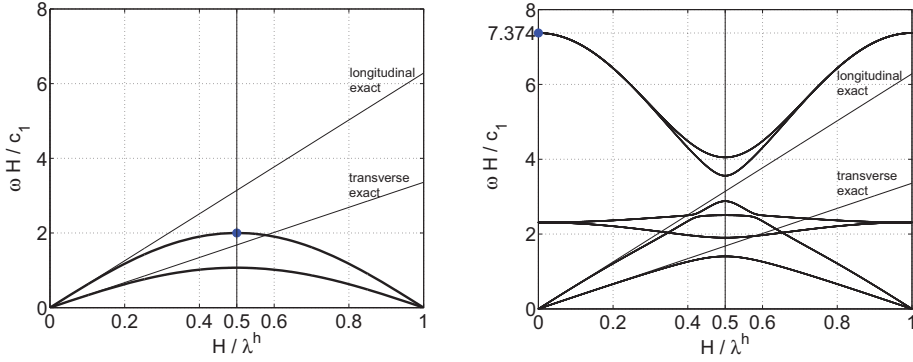 8
6
4
2
0
ω H / c₁
longitudinal
exact
transverse
exact
0 0.2 0.4 0.5 0.6 0.8 1
H / λʰ
8
7.374
6
4
2
0
ω H / c₁
longitudinal
exact
transverse
exact
0 0.2 0.4 0.5 0.6 0.8 1
H / λʰ